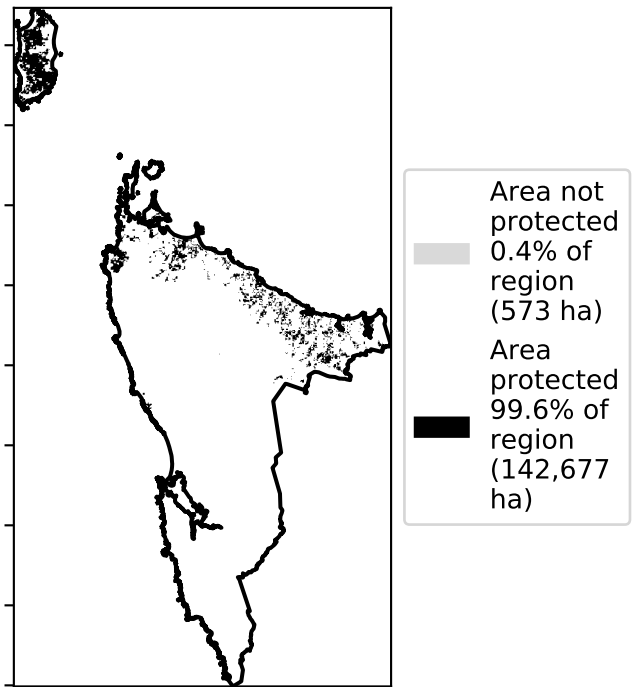 Area not
protected
0.4% of
region
(573 ha)
Area
protected
99.6% of
region
(142,677
ha)